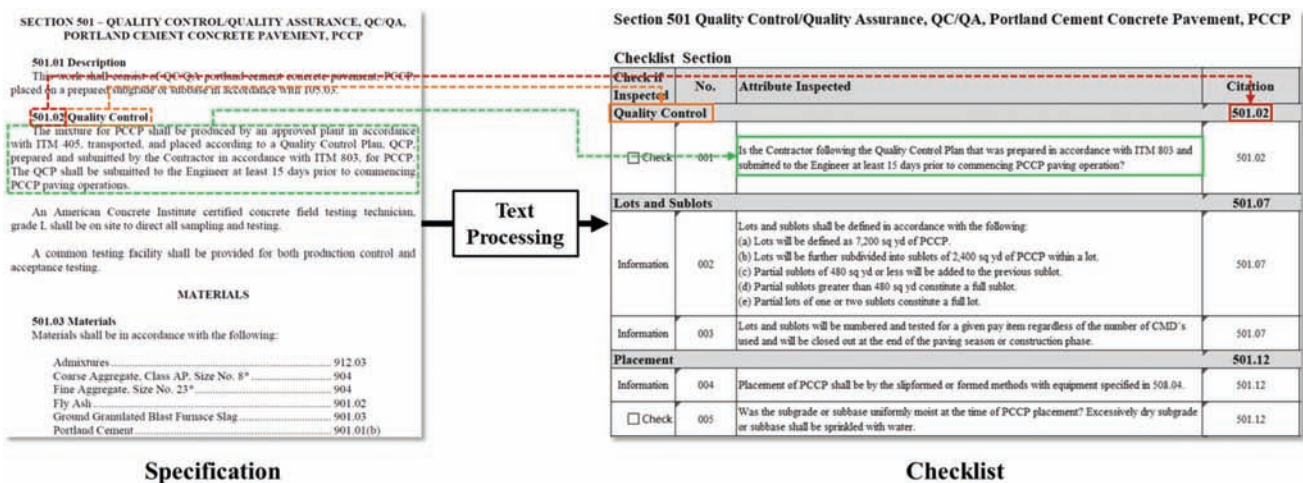 SECTION 501 – QUALITY CONTROL/QUALITY ASSURANCE, QC/QA,
PORTLAND CEMENT CONCRETE PAVEMENT, PCCP
501.01 Description
This work shall consist of QC/QA portland cement concrete pavement, PCCP,
placed on a prepared subgrade or subbase in accordance with 105.03.
501.02 Quality Control
The mixture for PCCP shall be produced by an approved plant in accordance
with ITM 405, transported, and placed according to a Quality Control Plan, QCP,
prepared and submitted by the Contractor in accordance with ITM 803, for PCCP.
The QCP shall be submitted to the Engineer at least 15 days prior to commencing
PCCP paving operations.
An American Concrete Institute certified concrete field testing technician,
grade I, shall be on site to direct all sampling and testing.
A common testing facility shall be provided for both production control and
acceptance testing.
MATERIALS
501.03 Materials
Materials shall be in accordance with the following:
Admixtures 912.03
Coarse Aggregate, Class AP, Size No. 8* 904
Fine Aggregate, Size No. 23* 904
Fly Ash 901.02
Ground Granulated Blast Furnace Slag 901.03
Portland Cement 901.01(b)
Specification
Text
Processing
Section 501 Quality Control/Quality Assurance, QC/QA, Portland Cement Concrete Pavement, PCCP
Checklist Section
Check if
Inspected
No.
Attribute Inspected
Citation
Quality Control 501.02
Check 001
Is the Contractor following the Quality Control Plan that was prepared in accordance with ITM 803 and
submitted to the Engineer at least 15 days prior to commencing PCCP paving operation?
501.02
Lots and Sublots 501.07
Information 002
Lots and sublots shall be defined in accordance with the following:
(a) Lots will be defined as 7,200 sq yd of PCCP.
(b) Lots will be further subdivided into sublots of 2,400 sq yd of PCCP within a lot.
(c) Partial sublots of 480 sq yd or less will be added to the previous sublot.
(d) Partial sublots greater than 480 sq yd constitute a full sublot.
(e) Partial lots of one or two sublots constitute a full lot.
501.07
Information 003
Lots and sublots will be numbered and tested for a given pay item regardless of the number of CMD's
used and will be closed out at the end of the paving season or construction phase.
501.07
Placement 501.12
Information 004 Placement of PCCP shall be by the slipformed or formed methods with equipment specified in 508.04. 501.12
Check 005
Was the subgrade or subbase uniformly moist at the time of PCCP placement? Excessively dry subgrade
or subbase shall be sprinkled with water.
501.12
Checklist